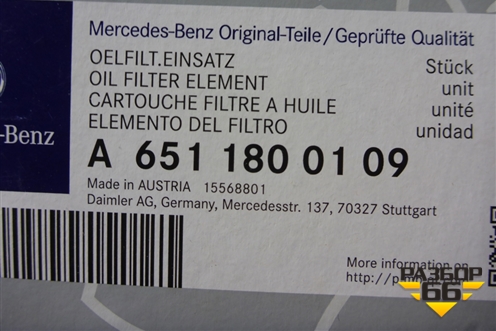 Mercedes-Benz Original-Teile/Geprüfte Qualität
OELFILT.EINSATZ Stück
OIL FILTER ELEMENT unit
CARTOUCHE FILTRE A HUILE unité
ELEMENTO DEL FILTRO unidad
-Benz
A 651 180 01 09
Made in AUSTRIA 15568801
Daimler AG, Germany, Mercedesstr. 137, 70327 Stuttgart
More information on
http://
РАЗБОР
66